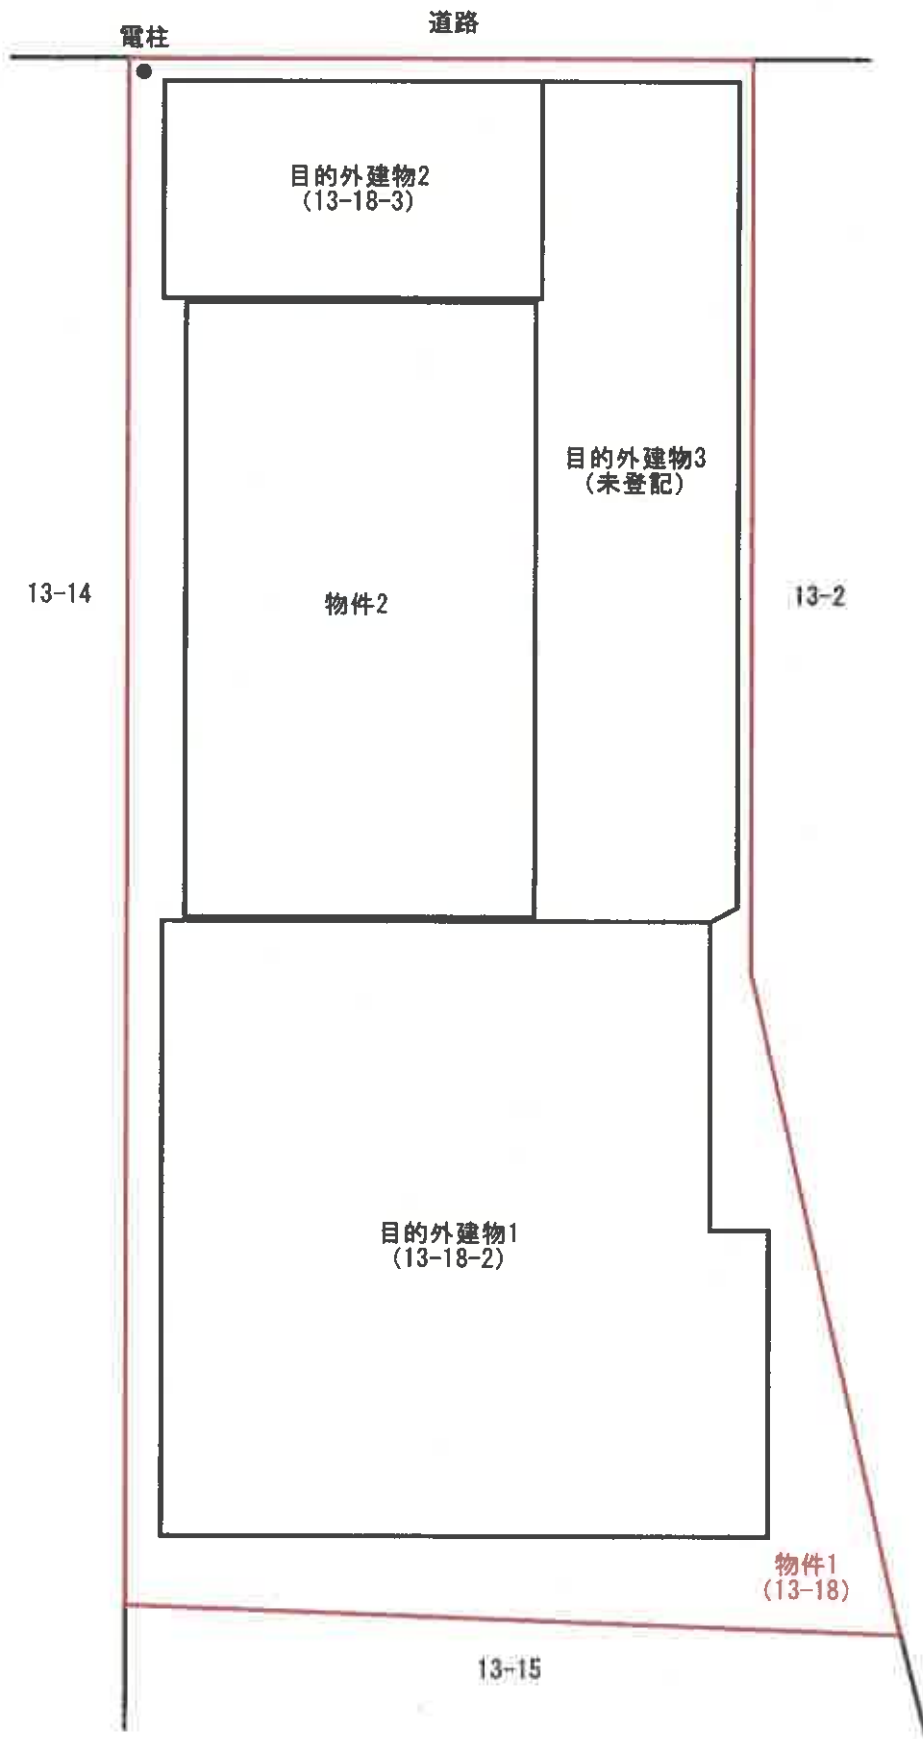 道路
電柱
目的外建物2
(13-18-3)
目的外建物3
(未登記)
13-14
物件2
13-2
目的外建物1
(13-18-2)
物件1
(13-18)
13-15